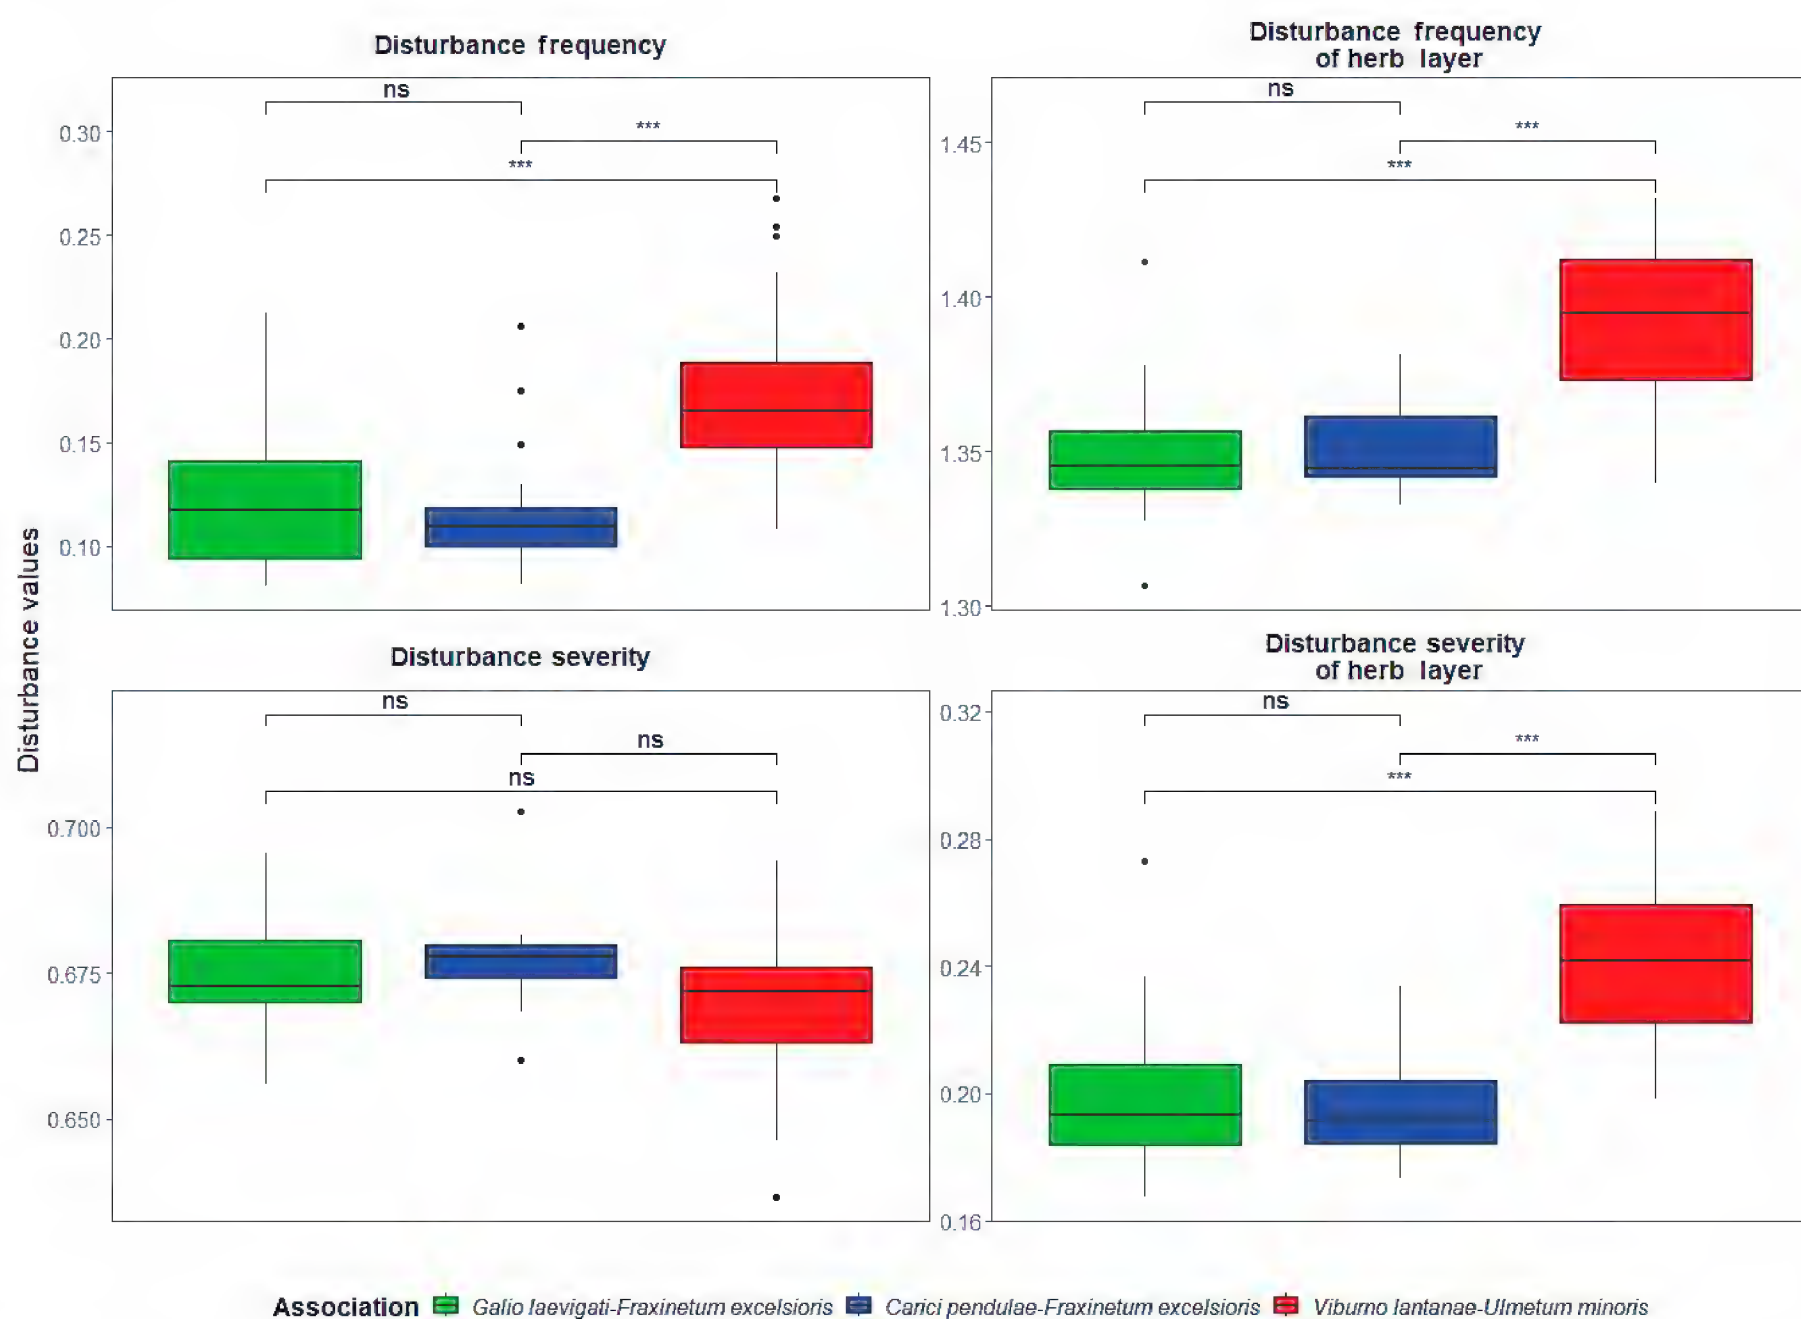 Disturbance frequency
ns
***
***
0.30
0.25
0.20
0.15
0.10
Disturbance frequency
of herb layer
ns
***
***
1.45
1.40
1.35
1.30
Disturbance values
Disturbance severity
ns
ns
ns
0.700
0.675
0.650
Disturbance severity
of herb layer
ns
***
***
0.32
0.28
0.24
0.20
0.16
Association Galio laevigati-Fraxinetum excelsioris Carici pendulae-Fraxinetum excelsioris Viburno lantanae-Ulmetum minoris